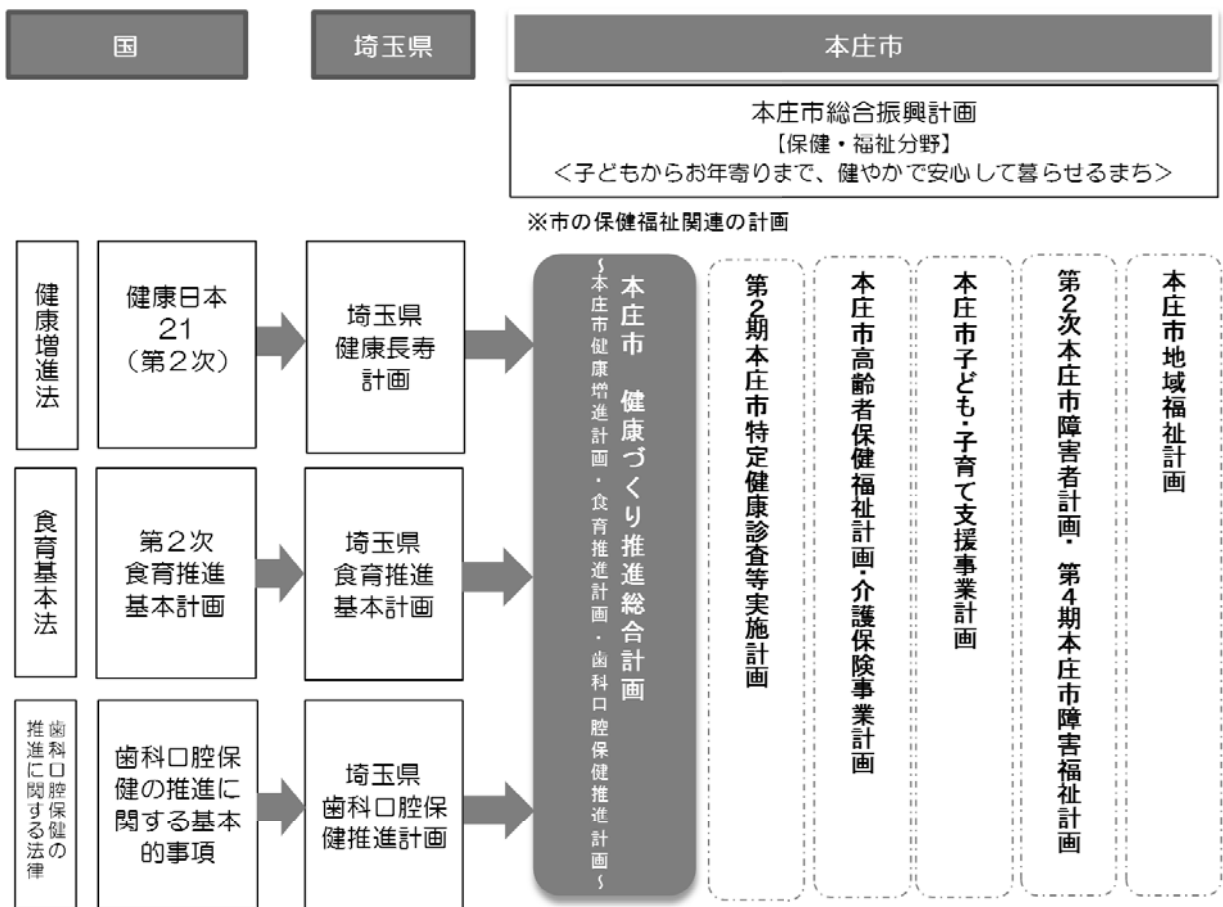 国
埼玉県
本庄市
本庄市総合振興計画
【保健・福祉分野】
＜子どもからお年寄りまで、健やかで安心して暮らせるまち＞
※市の保健福祉関連の計画
健康増進法
健康日本
21
（第２次）
埼玉県
健康長寿
計画
食育基本法
第２次
食育推進
基本計画
埼玉県
食育推進
基本計画
歯科口腔保健の
推進に関する法律
歯科口腔保
健の推進に
関する基本
的事項
埼玉県
歯科口腔保
健推進計画
本庄市　健康づくり推進総合計画
～本庄市健康増進計画・食育推進計画・歯科口腔保健推進計画～
第２期本庄市特定健康診査等実施計画
本庄市高齢者保健福祉計画・介護保険事業計画
本庄市子ども・子育て支援事業計画
第２次本庄市障害者計画・第４期本庄市障害福祉計画
本庄市地域福祉計画